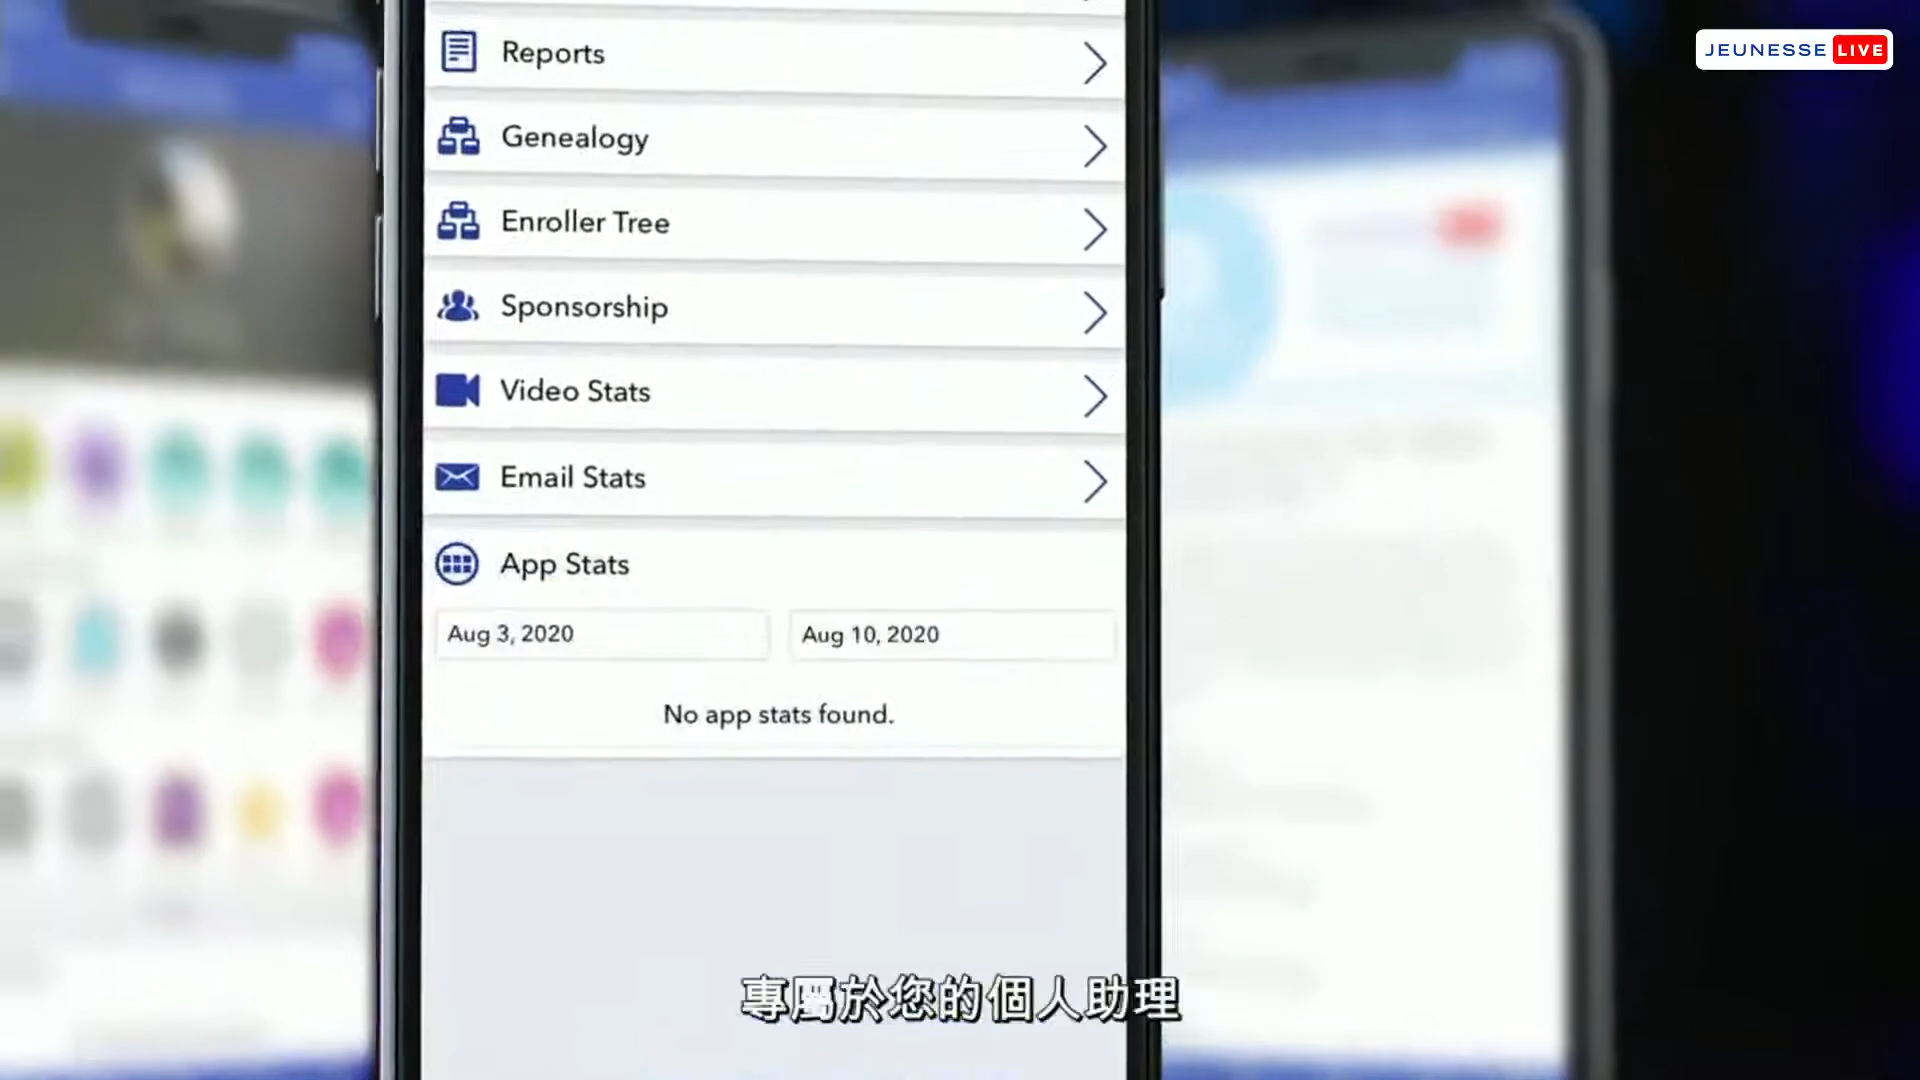 JEUNESSE LIVE
Reports
Genealogy
Enroller Tree
Sponsorship
Video Stats
Email Stats
App Stats
Aug 3, 2020
Aug 10, 2020
No app stats found.
專屬於您的個人助理